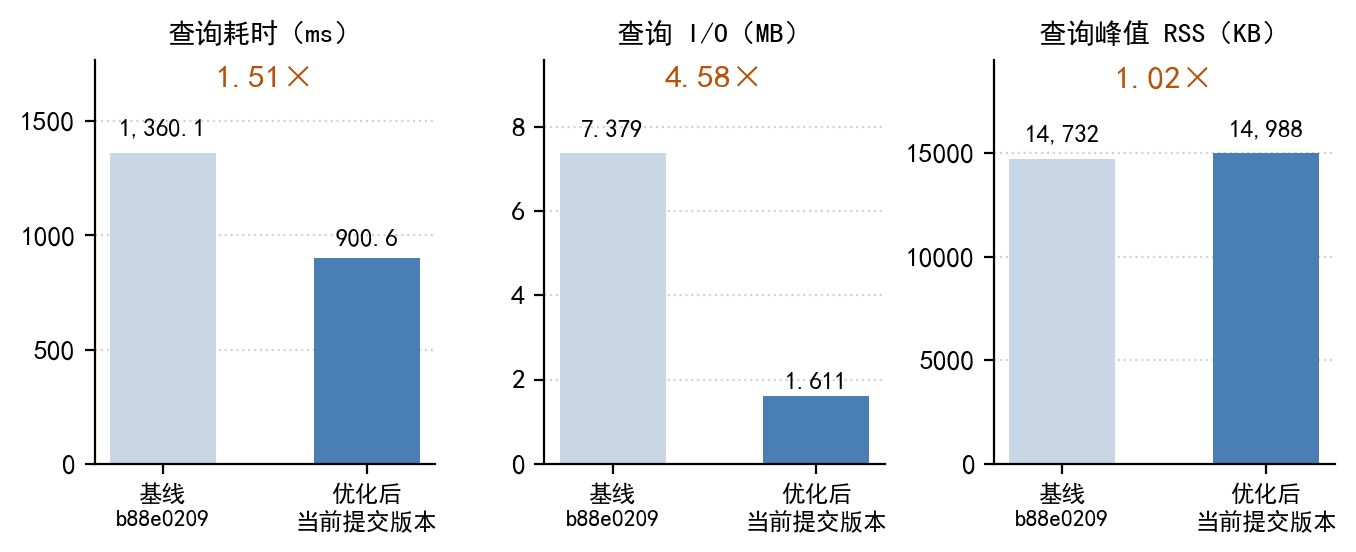 查询耗时（ms）
1.51×
1500
1000
500
0
1,360.1
900.6
基线
b88e0209
优化后
当前提交版本
查询 I/O（MB）
4.58×
8
6
4
2
0
7.379
1.611
基线
b88e0209
优化后
当前提交版本
查询峰值 RSS（KB）
1.02×
15000
10000
5000
0
14,732
14,988
基线
b88e0209
优化后
当前提交版本